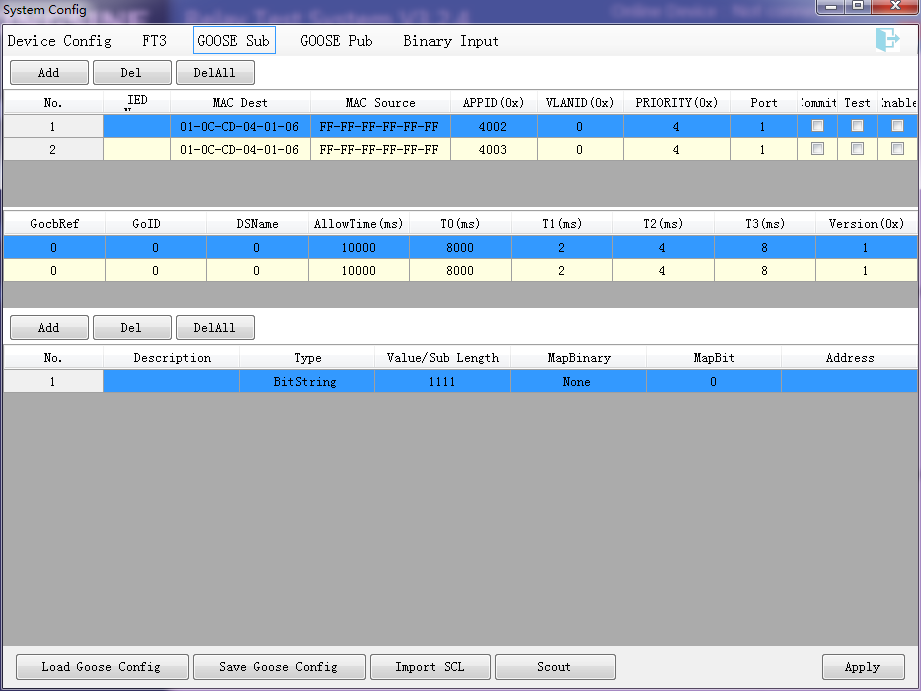 System Config
Device Config FT3 GOOSE Sub GOOSE Pub Binary Input
Add Del DelAll
No. IED MAC Dest MAC Source APPID(0x) VLANID(0x) PRIORITY(0x) Port ommit Test nable
1 01-0C-CD-04-01-06 FF-FF-FF-FF-FF-FF 4002 0 4 1
2 01-0C-CD-04-01-06 FF-FF-FF-FF-FF-FF 4003 0 4 1
GocbRef GoID DSName AllowTime(ms) T0(ms) T1(ms) T2(ms) T3(ms) Version(0x)
0 0 0 10000 8000 2 4 8 1
0 0 0 10000 8000 2 4 8 1
Add Del DelAll
No. Description Type Value/Sub Length MapBinary MapBit Address
1 BitString 1111 None 0
Load Goose Config Save Goose Config Import SCL Scout Apply